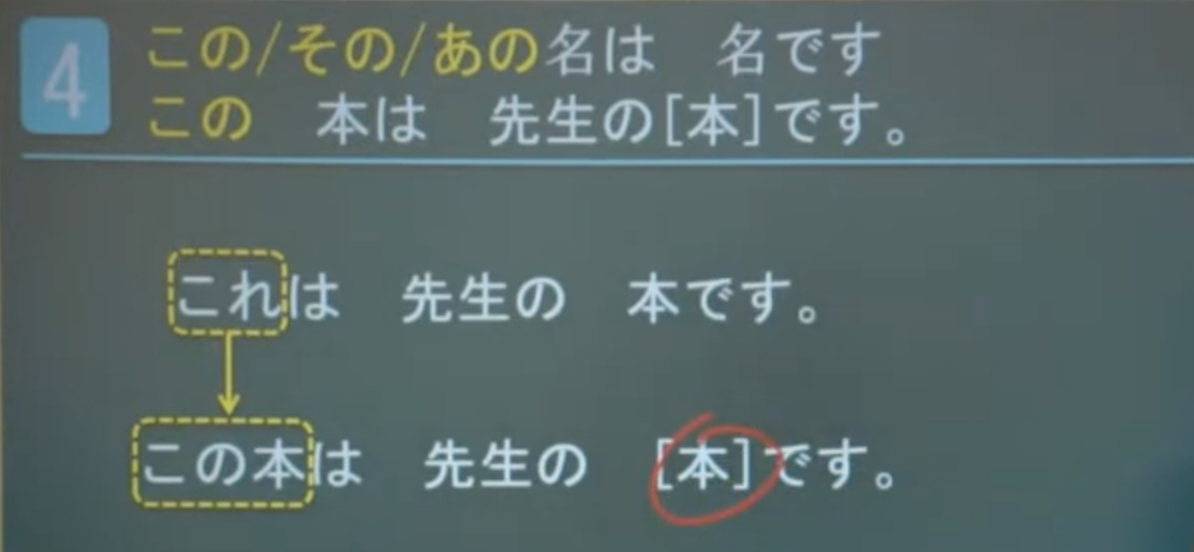 4
この/その/あの名は　名です
この　本は　先生の[本]です。
これは　先生の　本です。
この本は　先生の　[本]です。